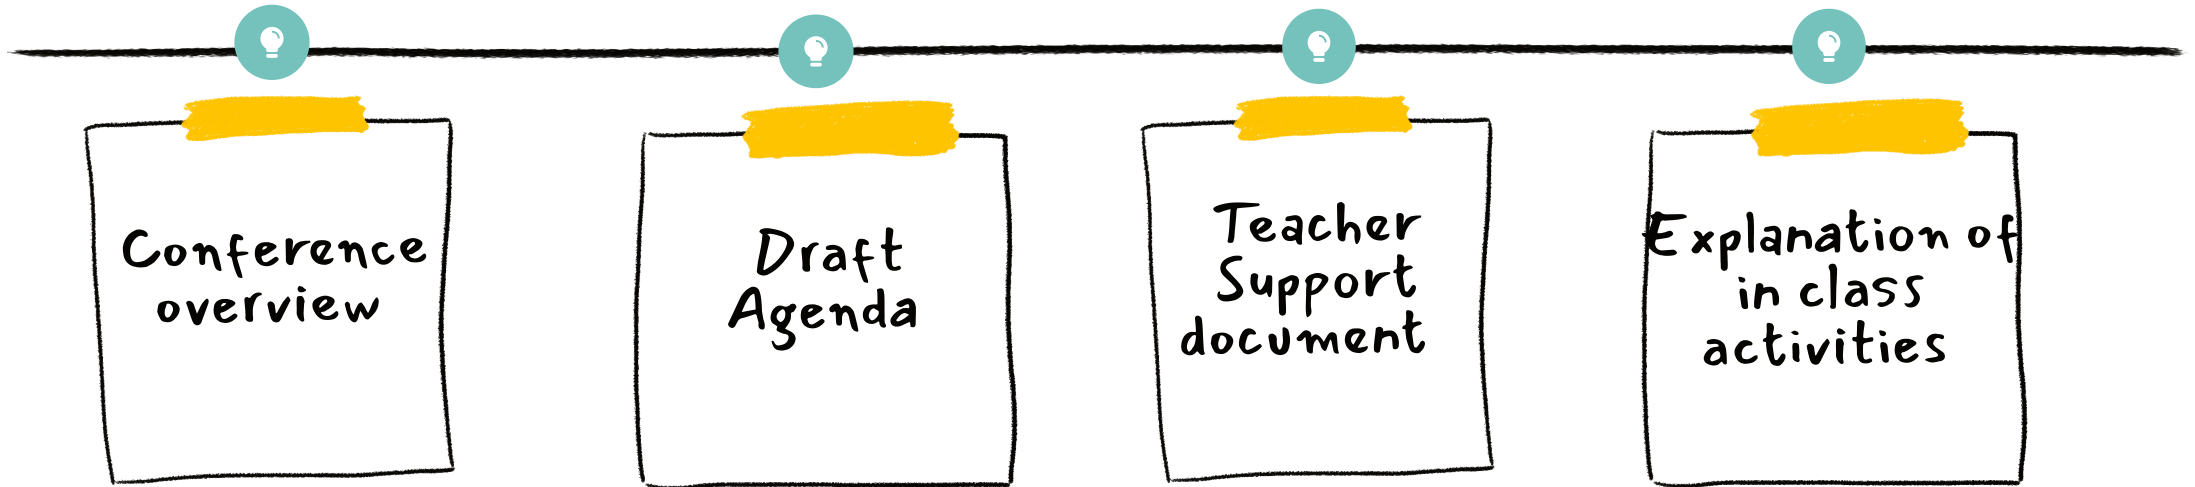 Conference
overview
Draft
Agenda
Teacher
Support
document
Explanation of
in class
activities